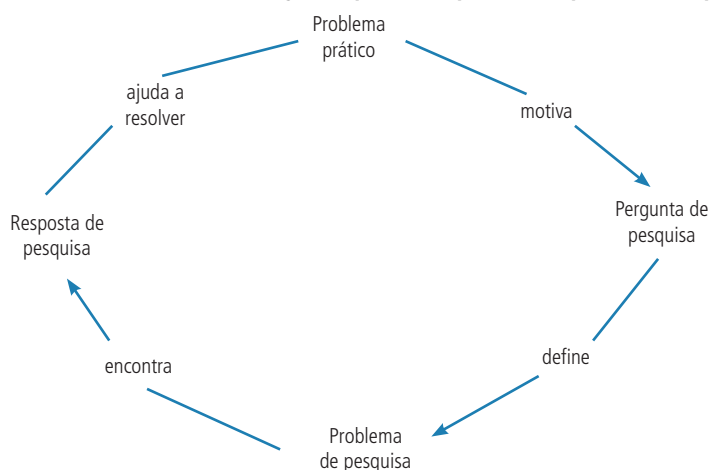 Problema
prático
ajuda a
resolver
motiva
Resposta de
pesquisa
Pergunta de
pesquisa
encontra
define
Problema
de pesquisa